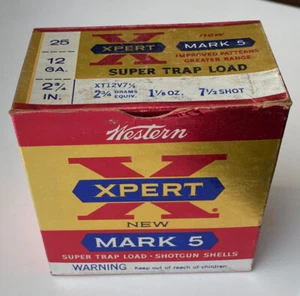 25
12
GA.
2¾
IN.
X
XPERT
new
MARK 5
IMPROVED PATTERNS
GREATER RANGE
SUPER TRAP LOAD
XT12V7½
2¾ DRAMS
EQUIV.
1⅛ OZ.
7½ SHOT
Western
X
XPERT
NEW
MARK 5
SUPER TRAP LOAD · SHOTGUN SHELLS
WARNING Keep out of reach of children.